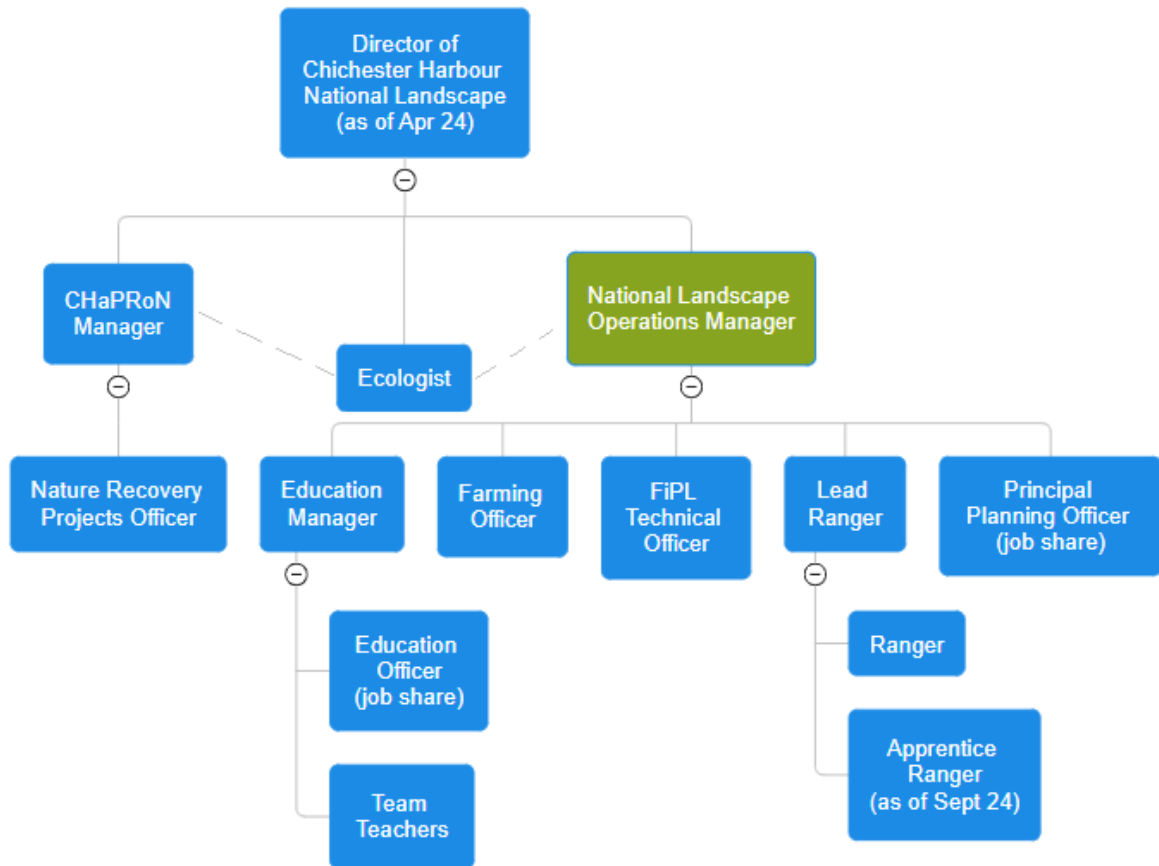 Director of
Chichester Harbour
National Landscape
(as of Apr 24)
CHaPRoN
Manager
National Landscape
Operations Manager
Ecologist
Nature Recovery
Projects Officer
Education
Manager
Farming
Officer
FiPL
Technical
Officer
Lead
Ranger
Principal
Planning Officer
(job share)
Education
Officer
(job share)
Team
Teachers
Ranger
Apprentice
Ranger
(as of Sept 24)